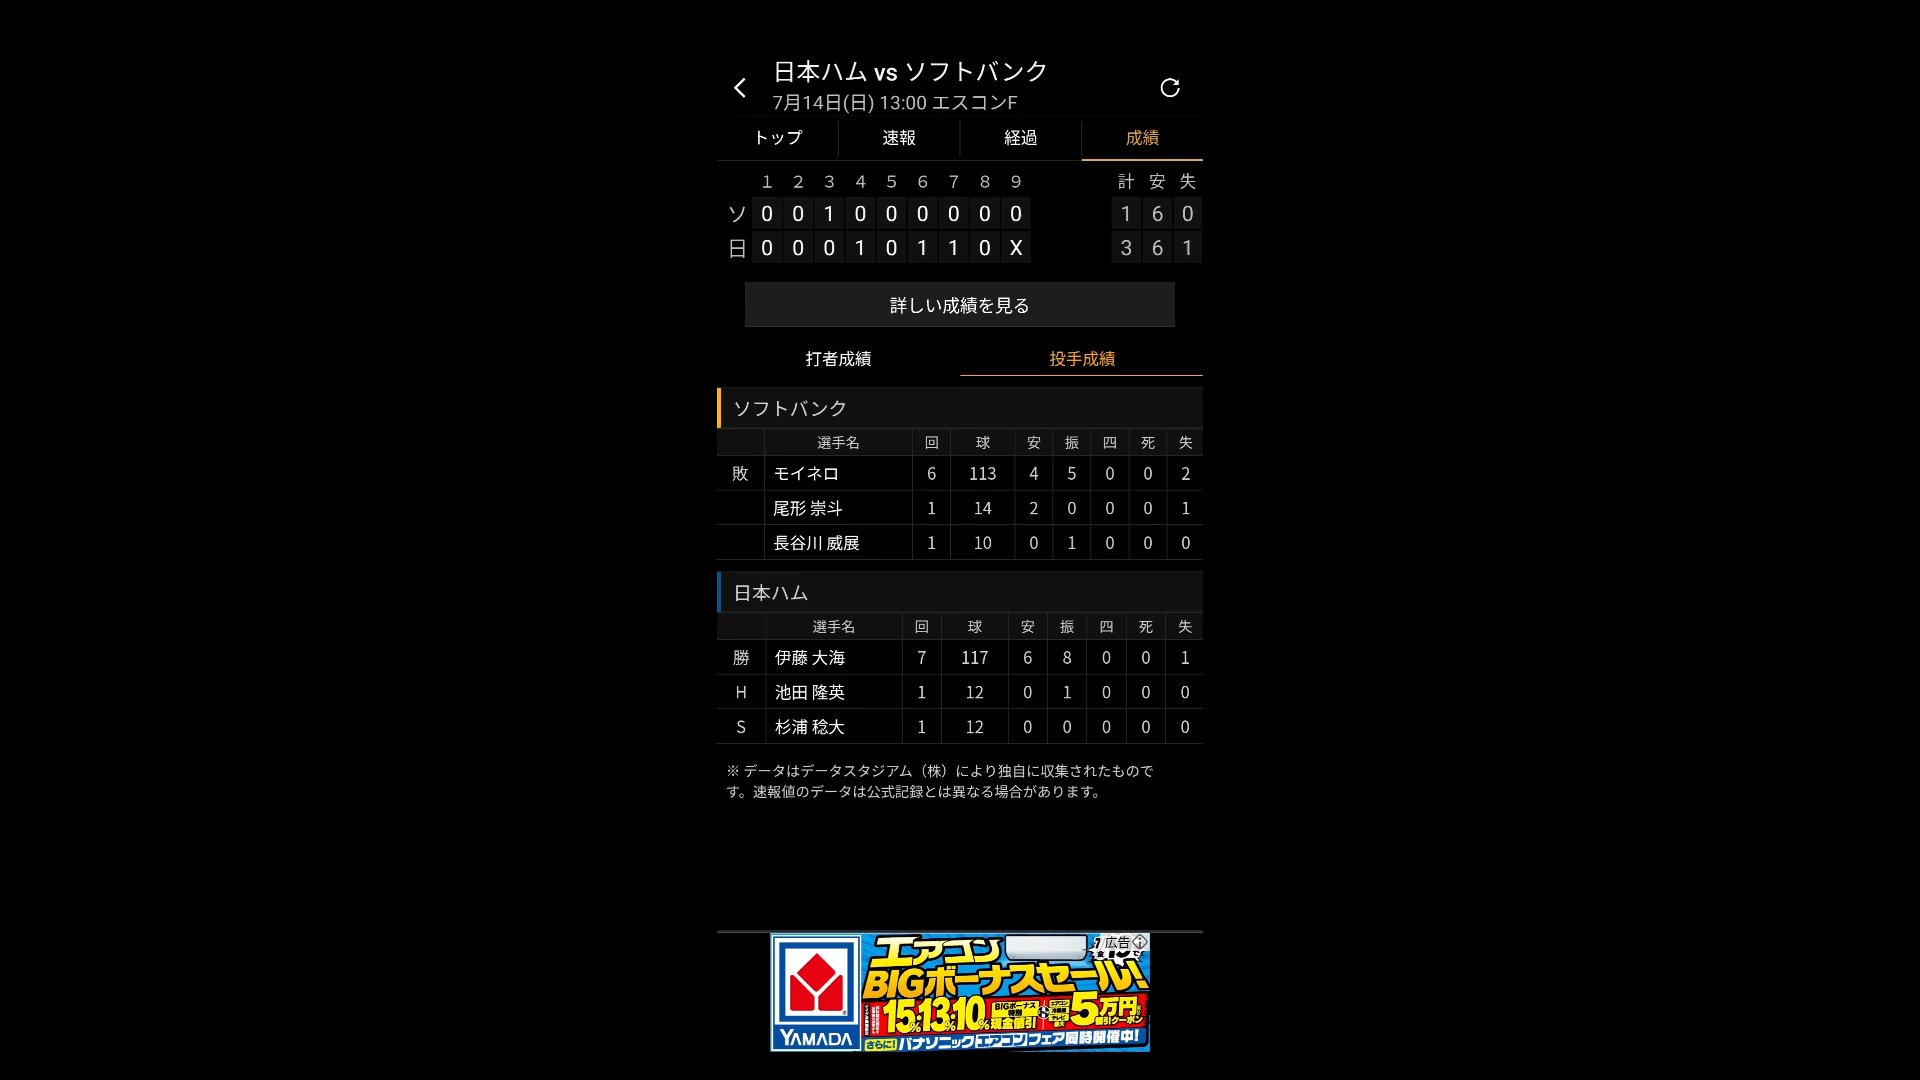 日本ハム vs ソフトバンク
7月14日(日) 13:00 エスコンF
トップ 速報 経過 成績
1 2 3 4 5 6 7 8 9 計 安 失
ソ 0 0 1 0 0 0 0 0 0 1 6 0
日 0 0 0 1 0 1 1 0 X 3 6 1
詳しい成績を見る
打者成績 投手成績
ソフトバンク
選手名 回 球 安 振 四 死 失
敗 モイネロ 6 113 4 5 0 0 2
尾形 崇斗 1 14 2 0 0 0 1
長谷川 威展 1 10 0 1 0 0 0
日本ハム
選手名 回 球 安 振 四 死 失
勝 伊藤 大海 7 117 6 8 0 0 1
H 池田 隆英 1 12 0 1 0 0 0
S 杉浦 稔大 1 12 0 0 0 0 0
※ データはデータスタジアム（株）により独自に収集されたもので
す。速報値のデータは公式記録とは異なる場合があります。
エアコン
広告
BIGボーナスセール!
15%13%10% BIGボーナス特別現金値引
5万円
YAMADA
さらに! パナソニックエアコンフェア同時開催中!